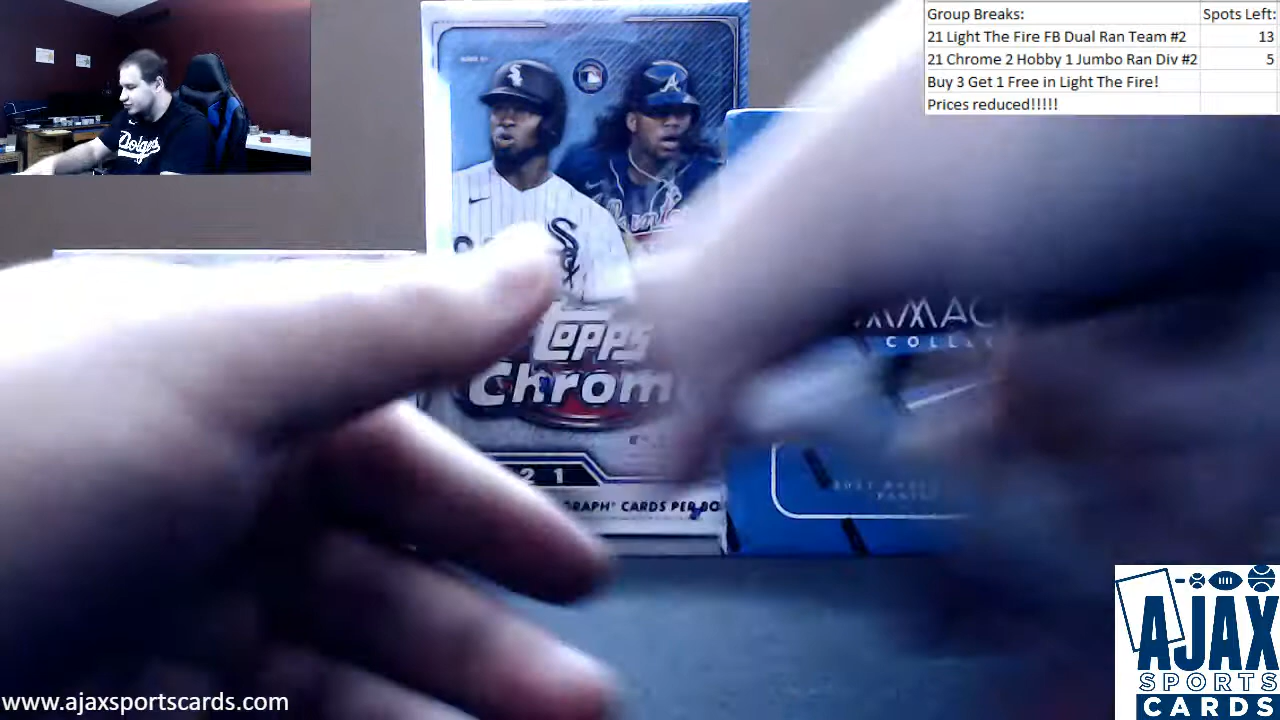 Group Breaks: Spots Left:
21 Light The Fire FB Dual Ran Team #2 13
21 Chrome 2 Hobby 1 Jumbo Ran Div #2 5
Buy 3 Get 1 Free in Light The Fire!
Prices reduced!!!!!
Dodgers
Sox
Topps
Chrom
COLLE
21
GRAPH® CARDS PER BO
AJAX
SPORTS
CARDS
www.ajaxsportscards.com